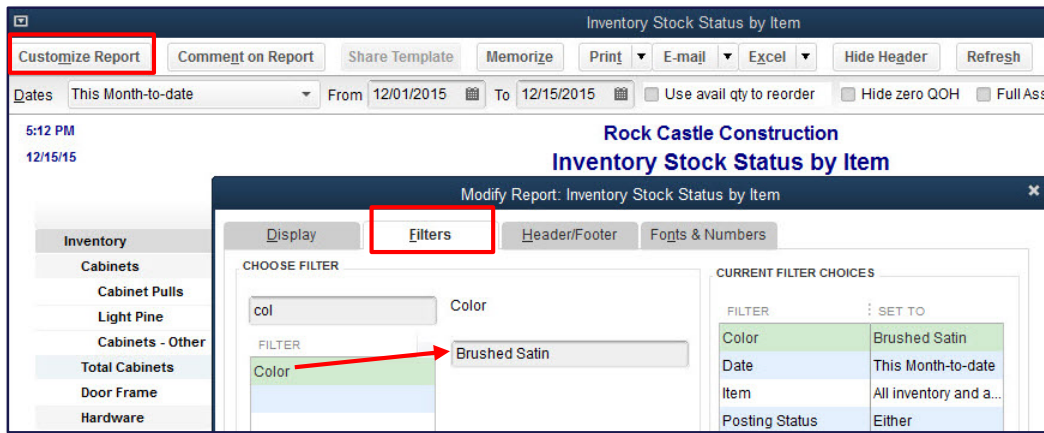 Inventory Stock Status by Item
Customize Report Comment on Report Share Template Memorize Print E-mail Excel Hide Header Refresh
Dates This Month-to-date From 12/01/2015 To 12/15/2015 Use avail qty to reorder Hide zero QOH Full Ass
5:12 PM Rock Castle Construction
12/15/15 Inventory Stock Status by Item
Modify Report: Inventory Stock Status by Item
Display Filters Header/Footer Fonts & Numbers
Inventory
Cabinets
Cabinet Pulls
Light Pine
Cabinets - Other
Total Cabinets
Door Frame
Hardware
CHOOSE FILTER
col Color
FILTER
Color Brushed Satin
CURRENT FILTER CHOICES
FILTER SET TO
Color Brushed Satin
Date This Month-to-date
Item All inventory and a...
Posting Status Either